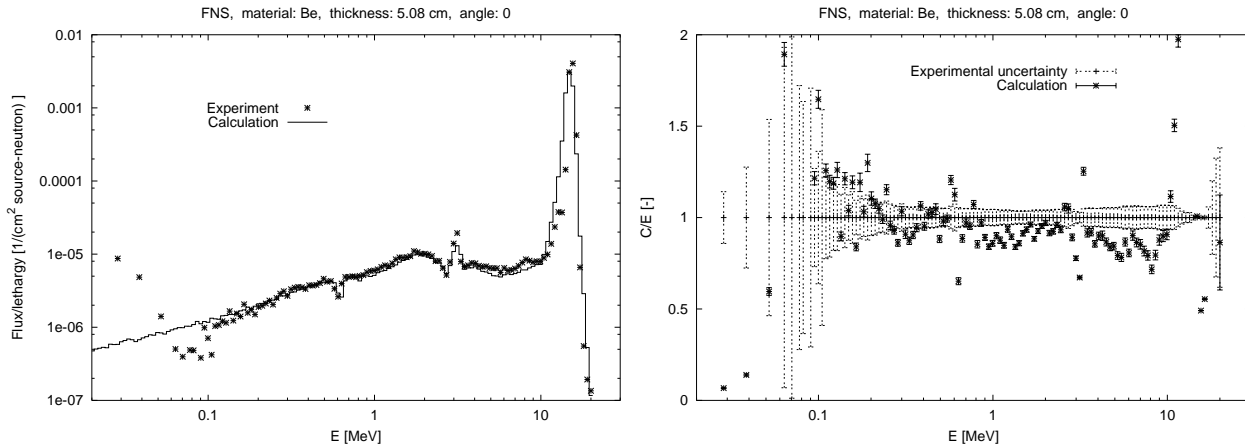 FNS, material: Be, thickness: 5.08 cm, angle: 0
0.01
0.001
0.0001
1e-05
1e-06
1e-07
Flux/lethargy [1/(cm2 source-neutron) ]
Experiment
Calculation
0.1 1 10
E [MeV]
FNS, material: Be, thickness: 5.08 cm, angle: 0
2
1.5
1
0.5
0
C/E [-]
Experimental uncertainty
Calculation
0.1 1 10
E [MeV]